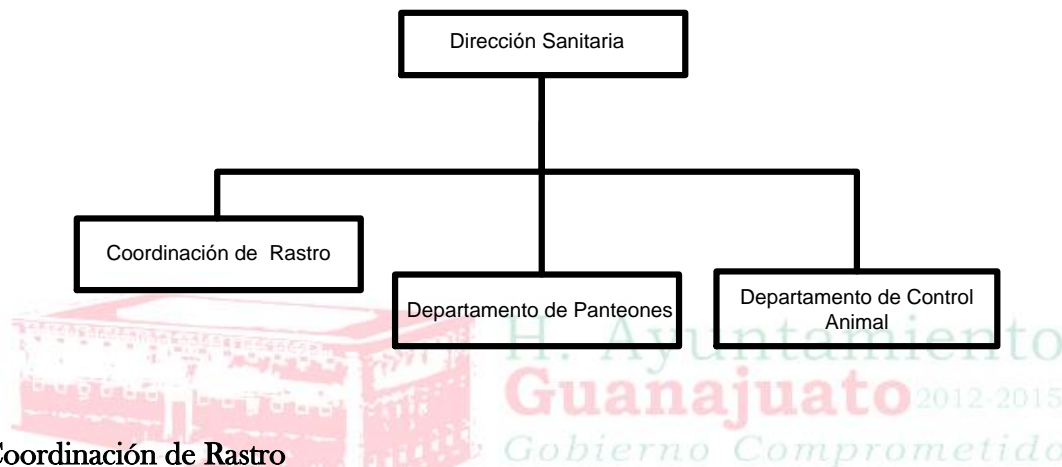 Dirección Sanitaria
Coordinación de Rastro
Departamento de Panteones
Departamento de Control
Animal
H. Ayuntamiento
Guanajuato 2012-2015
Gobierno Comprometido
Coordinación de Rastro